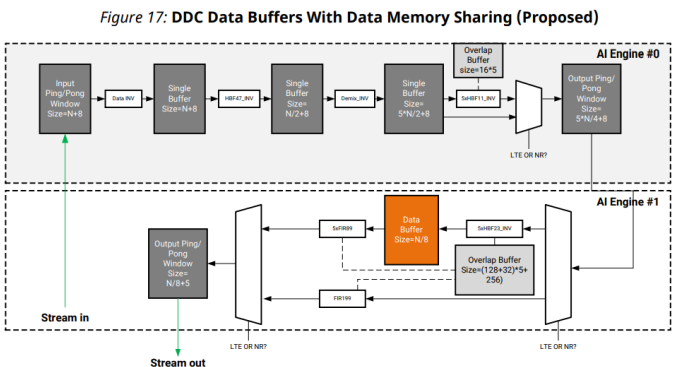 Figure 17: DDC Data Buffers With Data Memory Sharing (Proposed)
AI Engine #0
Input
Ping/Pong
Window
Size=N+8
Data INV
Single
Buffer
Size=N+8
HBF47_INV
Single
Buffer
Size=
N/2+8
Demix_INV
Single
Buffer
Size=
5*N/2+8
Overlap
Buffer
size=16*5
5xHBF11_INV
LTE OR NR?
Output Ping/
Pong
Window
Size=
5*N/4+8
AI Engine #1
Output Ping/
Pong
Window
Size=
N/8+5
5xFIR89
Data
Buffer
Size=N/8
5xHBF23_INV
Overlap Buffer
Size=(128+32)*5+
256)
FIR199
Stream in
LTE OR NR?
LTE OR NR?
Stream out